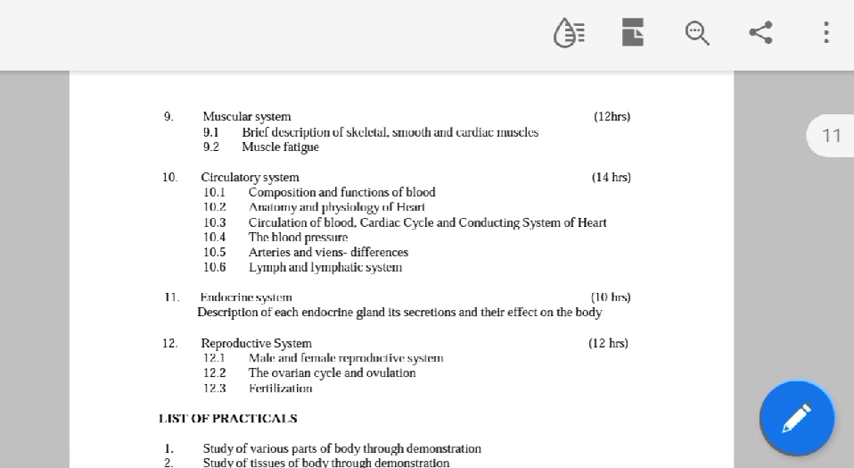 11
9. Muscular system (12hrs)
9.1 Brief description of skeletal, smooth and cardiac muscles
9.2 Muscle fatigue
10. Circulatory system (14 hrs)
10.1 Composition and functions of blood
10.2 Anatomy and physiology of Heart
10.3 Circulation of blood, Cardiac Cycle and Conducting System of Heart
10.4 The blood pressure
10.5 Arteries and viens- differences
10.6 Lymph and lymphatic system
11. Endocrine system (10 hrs)
Description of each endocrine gland its secretions and their effect on the body
12. Reproductive System (12 hrs)
12.1 Male and female reproductive system
12.2 The ovarian cycle and ovulation
12.3 Fertilization
LIST OF PRACTICALS
1. Study of various parts of body through demonstration
2. Study of tissues of body through demonstration